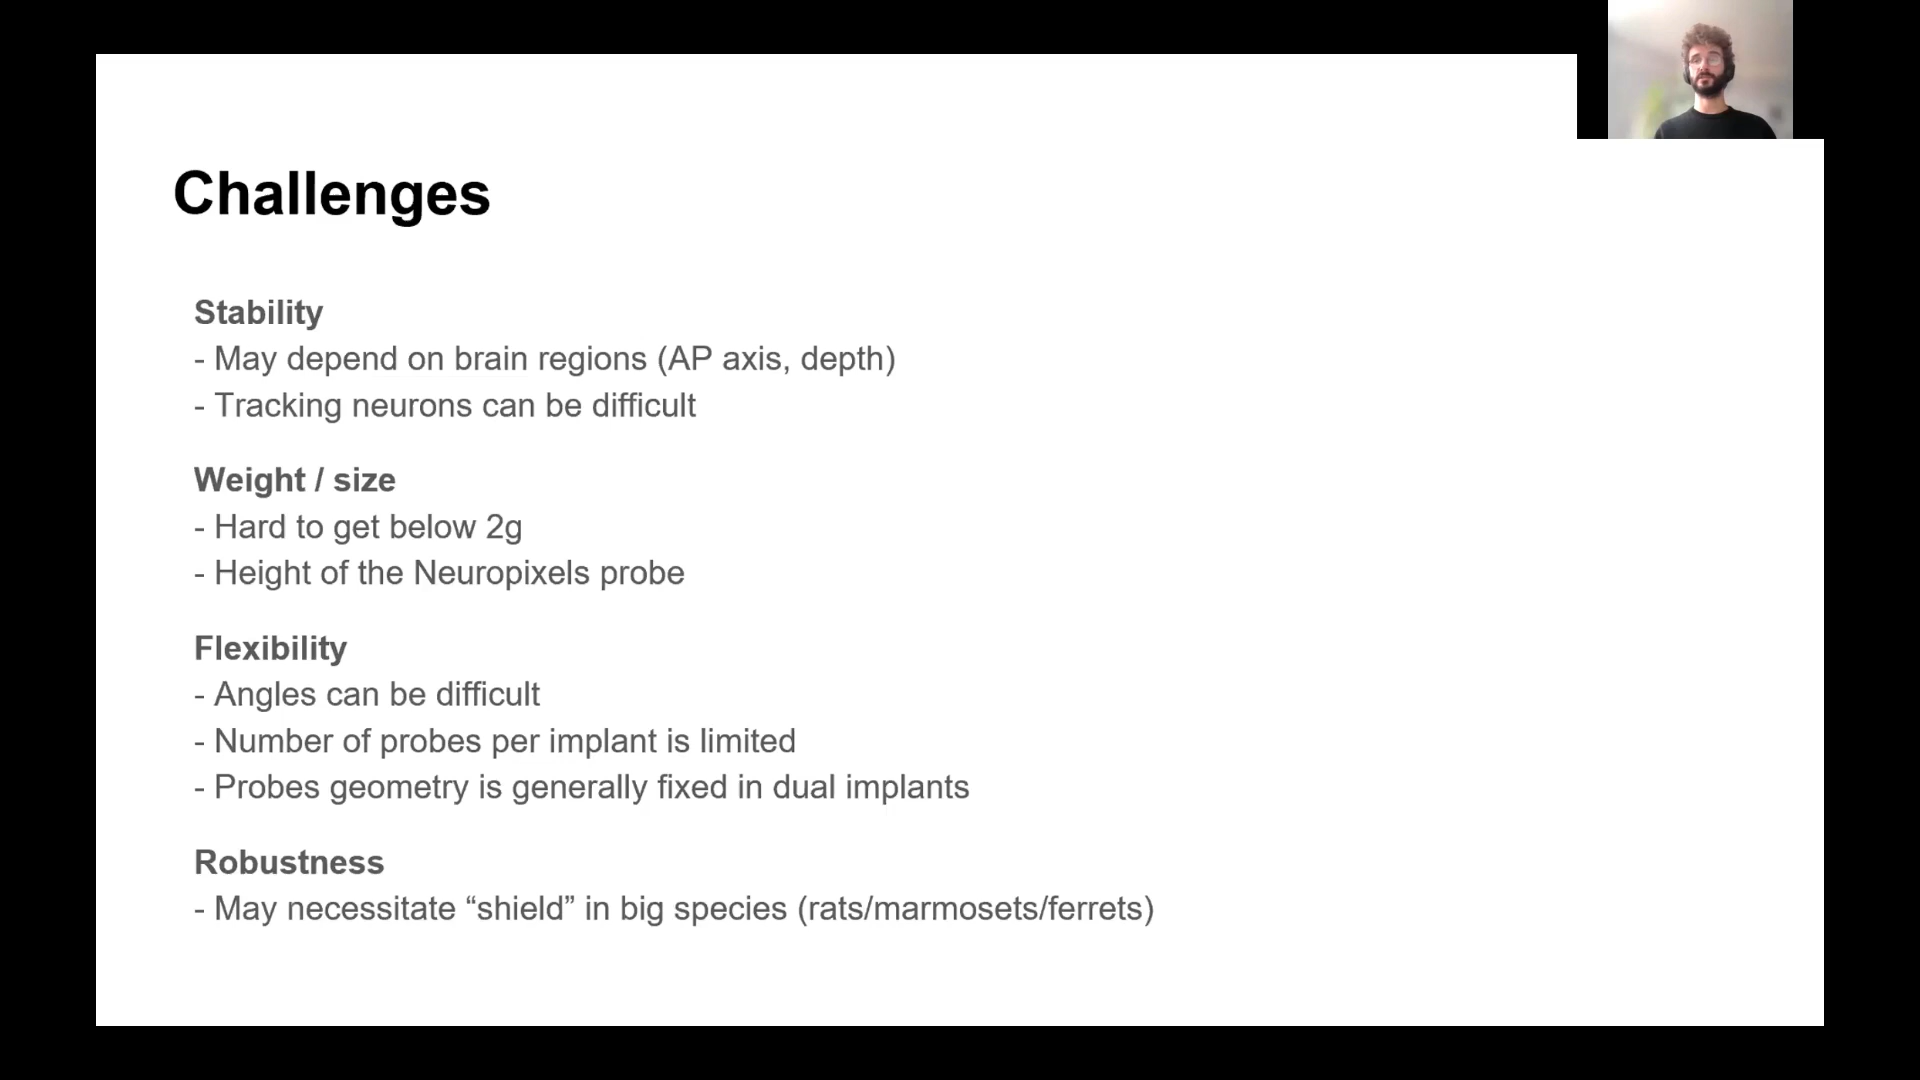 Challenges
Stability
- May depend on brain regions (AP axis, depth)
- Tracking neurons can be difficult
Weight / size
- Hard to get below 2g
- Height of the Neuropixels probe
Flexibility
- Angles can be difficult
- Number of probes per implant is limited
- Probes geometry is generally fixed in dual implants
Robustness
- May necessitate “shield” in big species (rats/marmosets/ferrets)